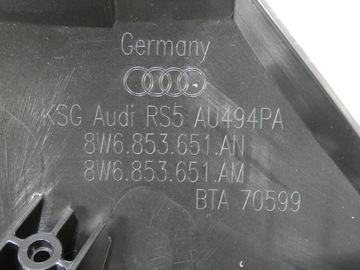 Germany
KSG Audi RS5 AU494PA
8W6.853.651.AN
8W6.853.651.AM
BTA 70599